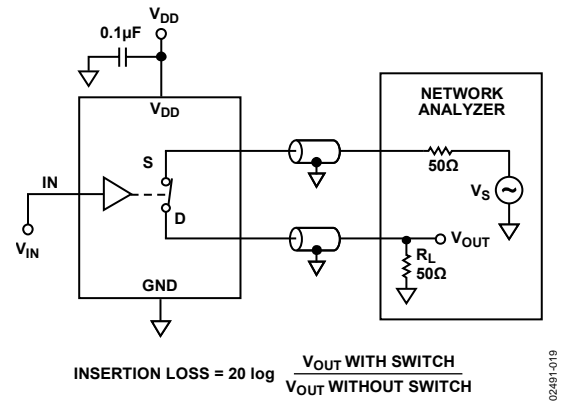 VDD
0.1µF
VDD
NETWORK
ANALYZER
S
50Ω
IN
VS
D
VOUT
VIN
RL
50Ω
GND
INSERTION LOSS = 20 log VOUT WITH SWITCH
VOUT WITHOUT SWITCH
02491-019